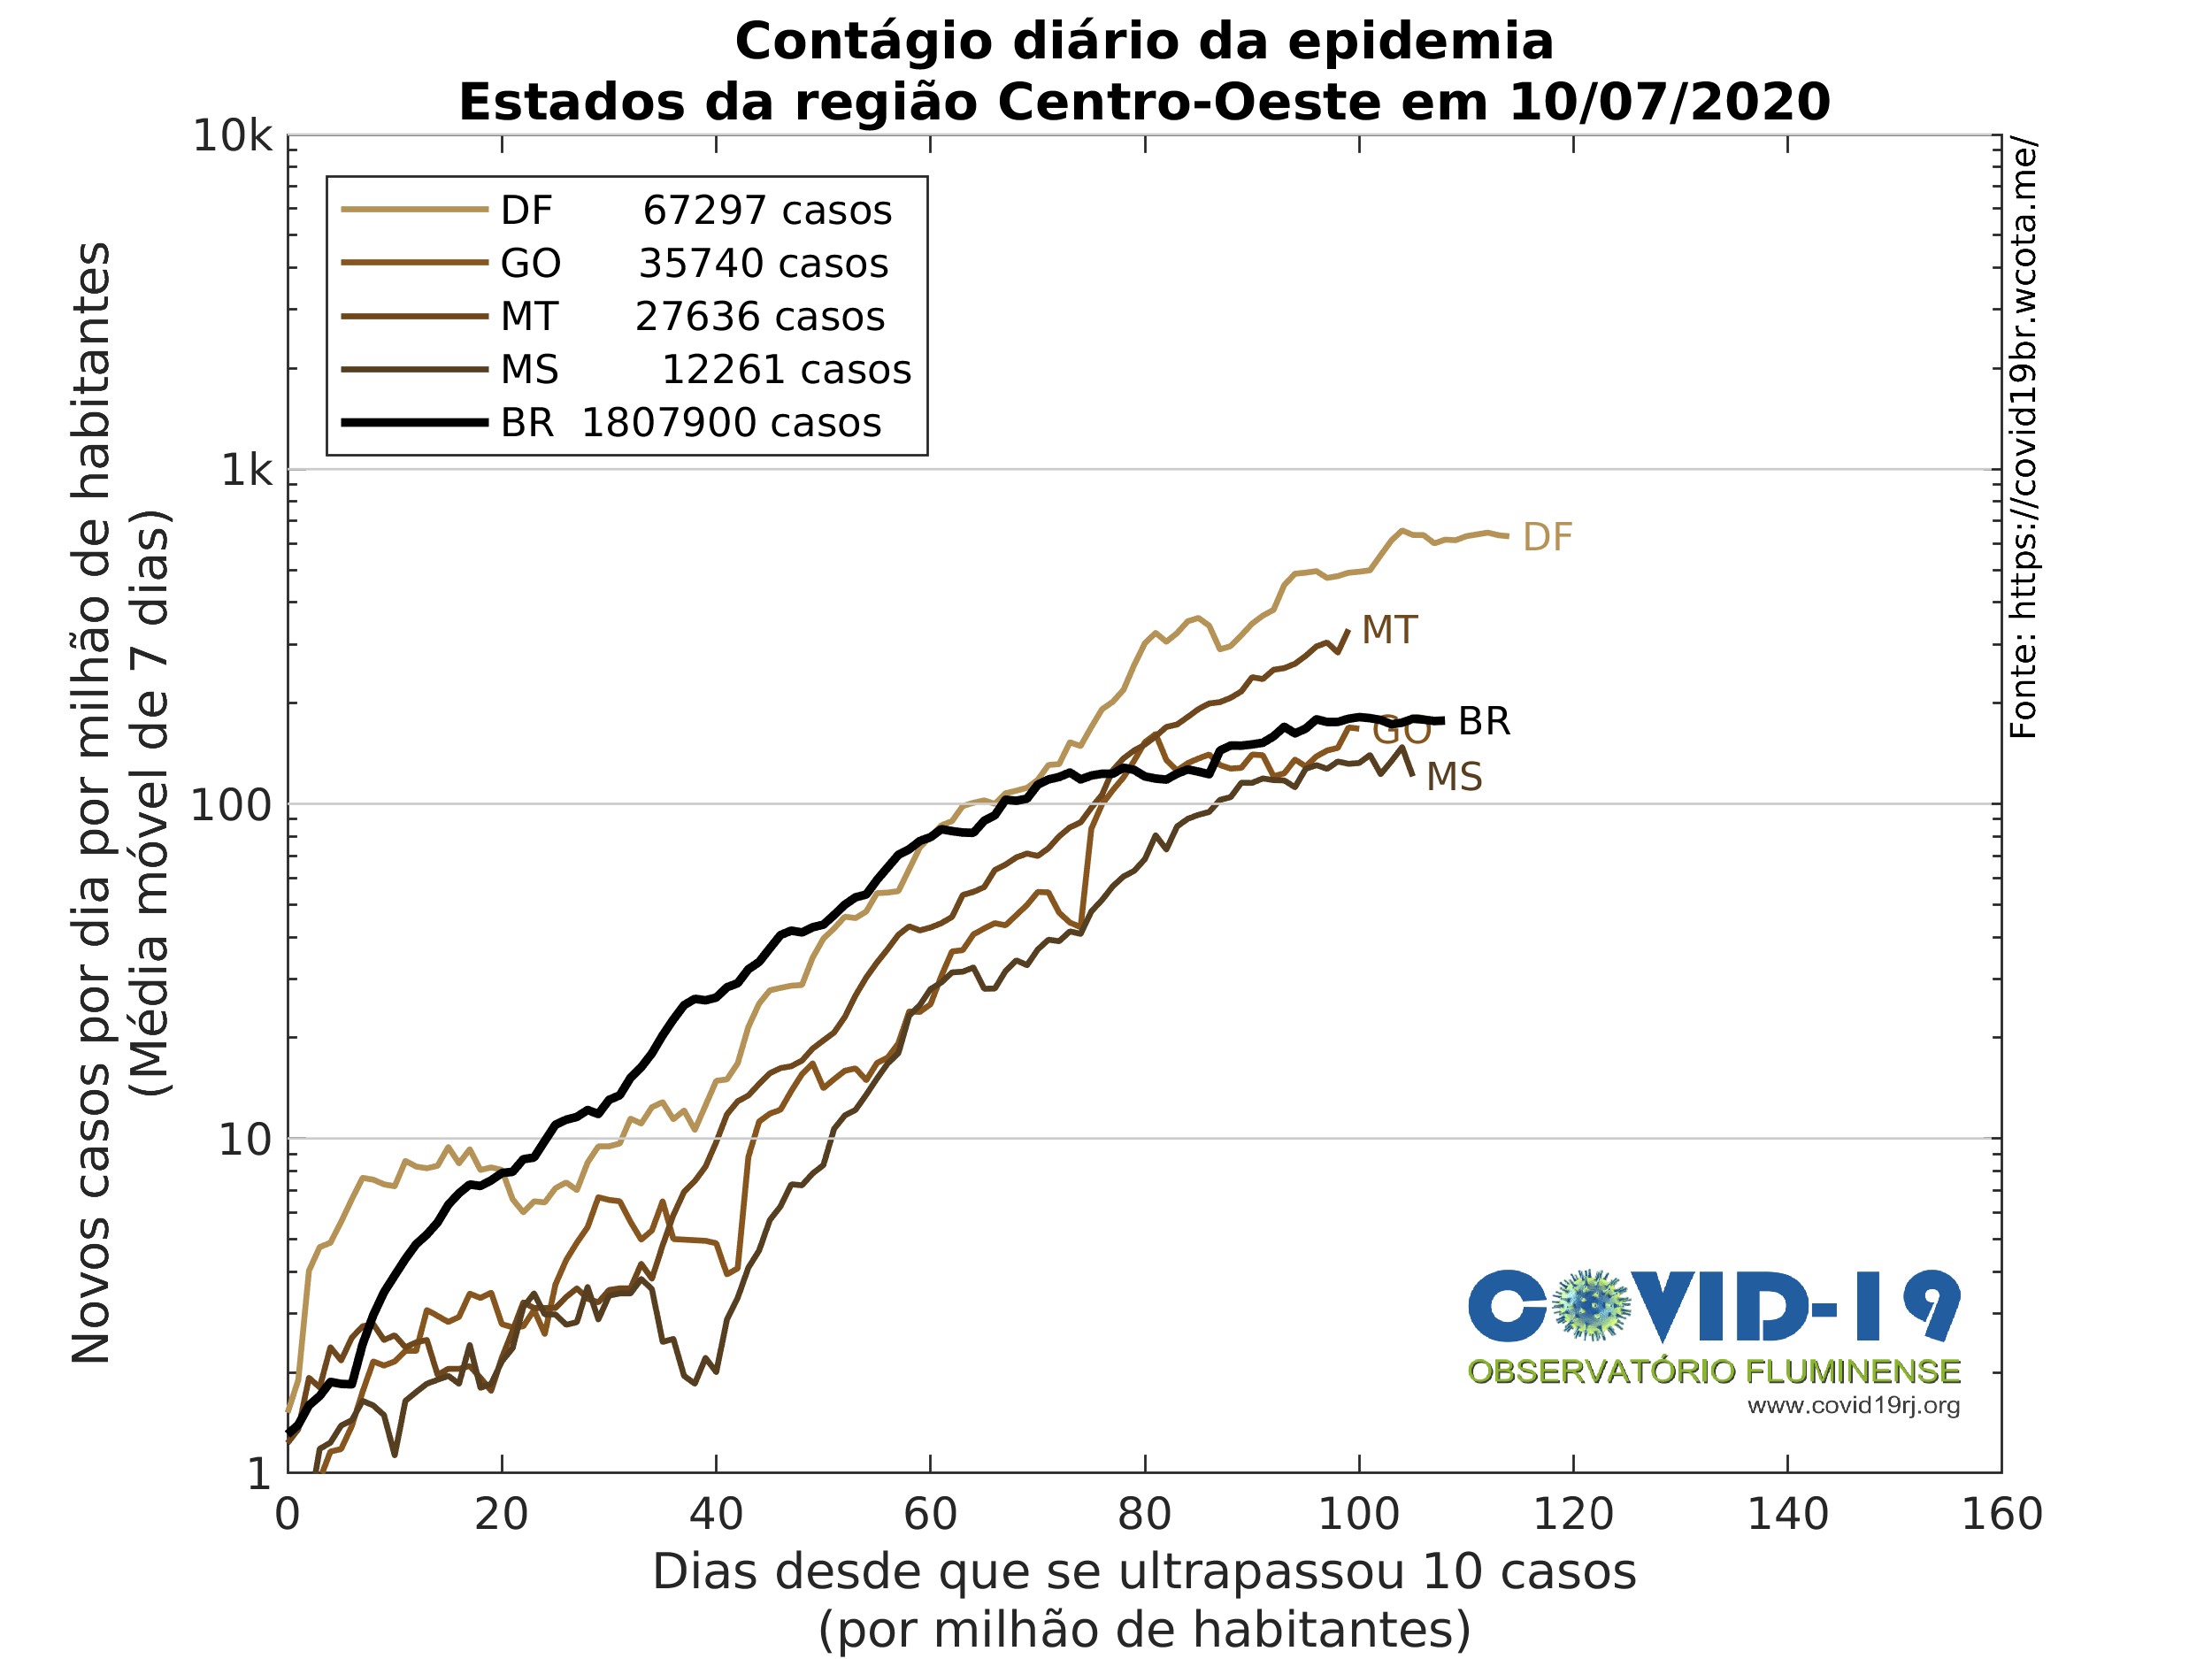 Contágio diário da epidemia
Estados da região Centro-Oeste em 10/07/2020
10k
1k
100
10
1
Novos casos por dia por milhão de habitantes
(Média móvel de 7 dias)
DF 67297 casos
GO 35740 casos
MT 27636 casos
MS 12261 casos
BR 1807900 casos
DF
MT
BR
GO
MS
Fonte: https://covid19br.wcota.me/
COVID-19
OBSERVATÓRIO FLUMINENSE
www.covid19rj.org
0 20 40 60 80 100 120 140 160
Dias desde que se ultrapassou 10 casos
(por milhão de habitantes)